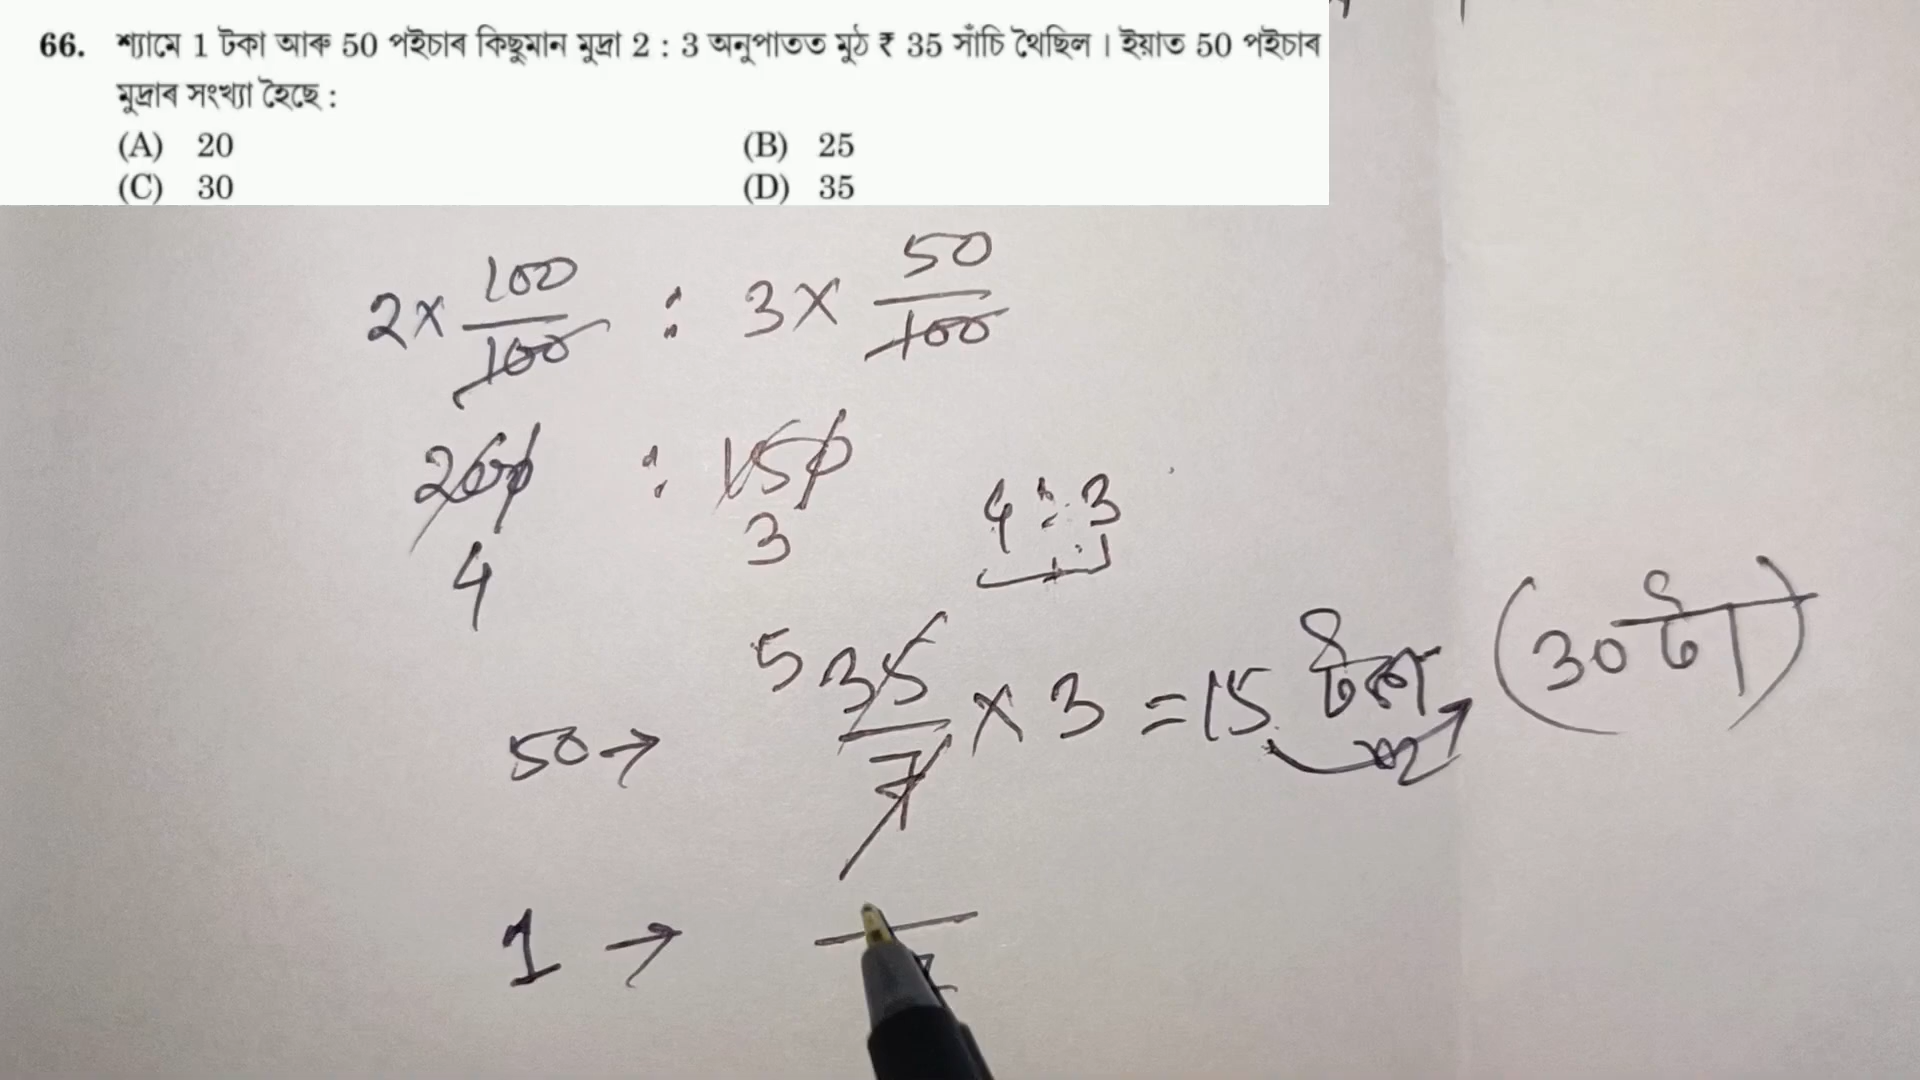 66. শ্যামে 1 টকা আৰু 50 পইচাৰ কিছুমান মুদ্ৰা 2 : 3 অনুপাতত মুঠ ₹ 35 সাঁচি থৈছিল । ইয়াত 50 পইচাৰ
মুদ্ৰাৰ সংখ্যা হৈছে :
(A) 20 (B) 25
(C) 30 (D) 35
2 × 100/100 : 3 × 50/100
200 : 150
4 3
4 : 3
50 → 5 35/7 × 3 = 15 টকা (30 টা)
1 →